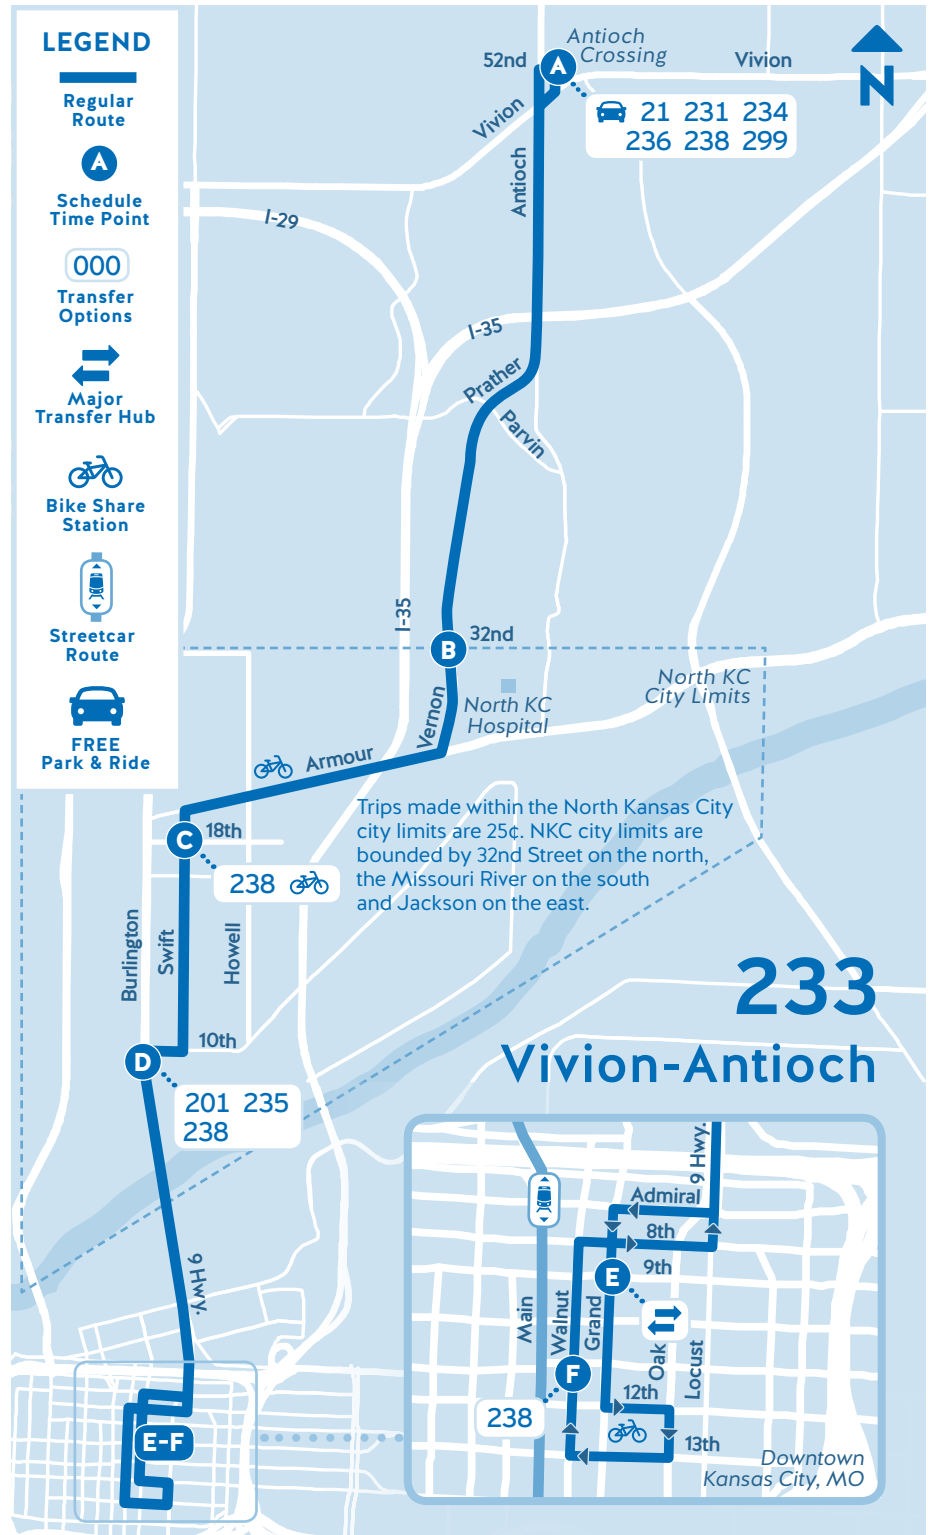 LEGEND
Regular
Route
A
Schedule
Time Point
000
Transfer
Options
Major
Transfer Hub
Bike Share
Station
Streetcar
Route
FREE
Park & Ride
Antioch
Crossing
52nd
A
Vivion
N
21 231 234
236 238 299
Vivion
Antioch
I-29
I-35
Prather
Parvin
I-35
32nd
B
North KC
City Limits
North KC
Hospital
Vernon
Armour
Trips made within the North Kansas City
city limits are 25¢. NKC city limits are
bounded by 32nd Street on the north,
the Missouri River on the south
and Jackson on the east.
C
18th
238
Burlington
Swift
Howell
10th
D
201 235
238
233
Vivion-Antioch
9 Hwy.
E-F
9 Hwy.
Admiral
8th
E
9th
Main
Walnut
Grand
Oak
Locust
F
12th
238
13th
Downtown
Kansas City, MO